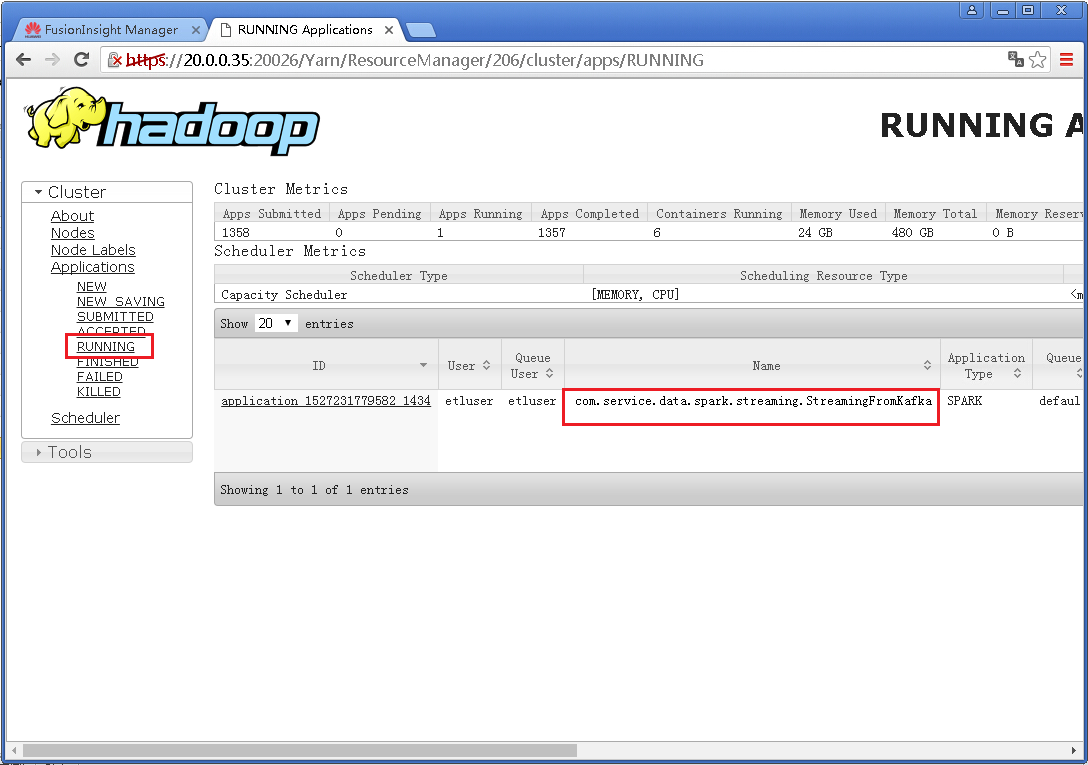 FusionInsight Manager RUNNING Applications
https://20.0.0.35:20026/Yarn/ResourceManager/206/cluster/apps/RUNNING
hadoop
RUNNING A
Cluster
About
Nodes
Node Labels
Applications
NEW
NEW_SAVING
SUBMITTED
ACCEPTED
RUNNING
FINISHED
FAILED
KILLED
Scheduler
Tools
Cluster Metrics
Apps Submitted Apps Pending Apps Running Apps Completed Containers Running Memory Used Memory Total Memory Reserv
1358 0 1 1357 6 24 GB 480 GB 0 B
Scheduler Metrics
Scheduler Type Scheduling Resource Type
Capacity Scheduler [MEMORY, CPU] <m
Show 20 entries
ID User Queue User Name Application Type Queue
application_1527231779582_1434 etluser etluser com.service.data.spark.streaming.StreamingFromKafka SPARK defaul
Showing 1 to 1 of 1 entries